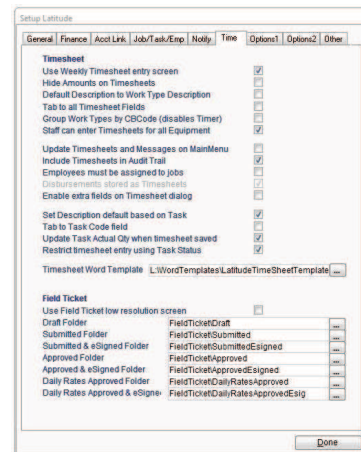 Setup Latitude
General Finance Acct Link Job/Task/Emp Notify Time Options1 Options2 Other
Timesheet
Use Weekly Timesheet entry screen
Hide Amounts on Timesheets
Default Description to Work Type Description
Tab to all Timesheet Fields
Group Work Types by CBCode (disables Timer)
Staff can enter Timesheets for all Equipment
Update Timesheets and Messages on MainMenu
Include Timesheets in Audit Trail
Employees must be assigned to jobs
Disbursements stored as Timesheets
Enable extra fields on Timesheet dialog
Set Description default based on Task
Tab to Task Code field
Update Task Actual Qty when timesheet saved
Restrict timesheet entry using Task Status
Timesheet Word Template L:\WordTemplates\LatitudeTimeSheetTemplate ...
Field Ticket
Use Field Ticket low resolution screen
Draft Folder FieldTicket\Draft ...
Submitted Folder FieldTicket\Submitted ...
Submitted & eSigned Folder FieldTicket\SubmittedEsigned ...
Approved Folder FieldTicket\Approved ...
Approved & eSigned Folder FieldTicket\ApprovedEsigned ...
Daily Rates Approved Folder FieldTicket\DailyRatesApproved ...
Daily Rates Approved & eSigne FieldTicket\DailyRatesApprovedEsig ...
Done